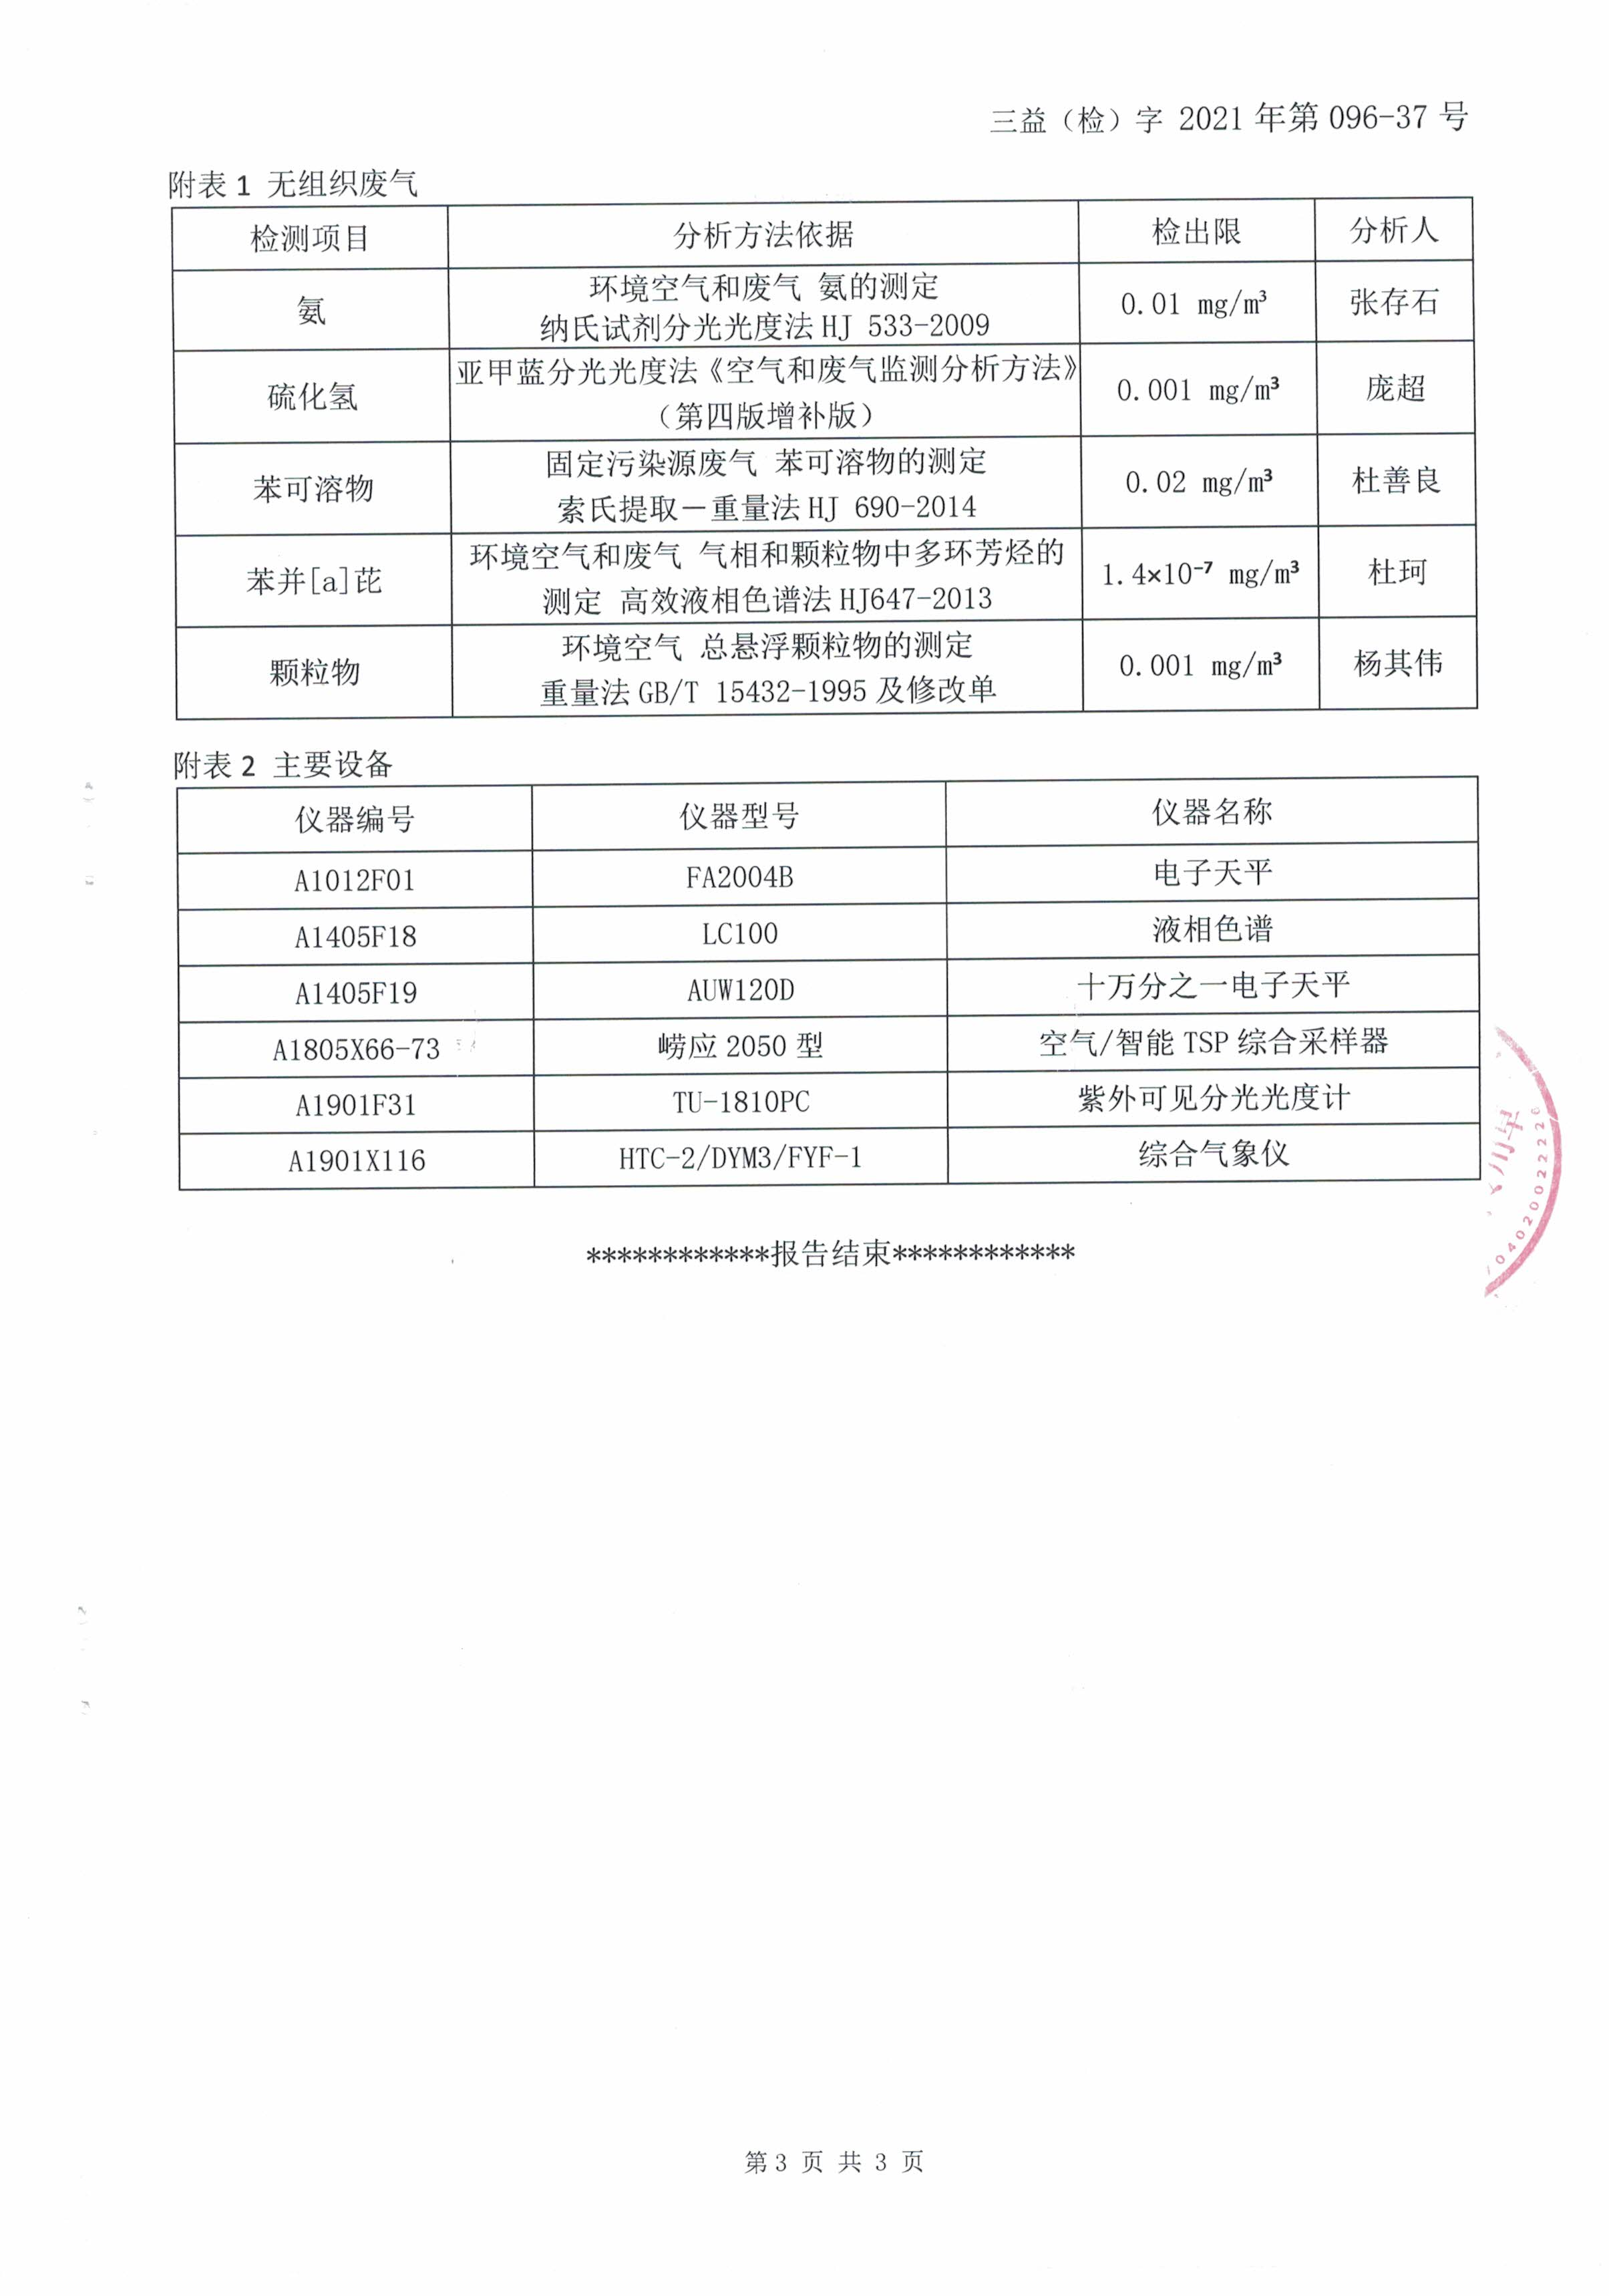 三益（检）字 2021 年第 096-37 号
附表 1 无组织废气
检测项目 分析方法依据 检出限 分析人
氨 环境空气和废气 氨的测定 0.01 mg/m³ 张存石
纳氏试剂分光光度法 HJ 533-2009
硫化氢 亚甲蓝分光光度法《空气和废气监测分析方法》 0.001 mg/m³ 庞超
（第四版增补版）
苯可溶物 固定污染源废气 苯可溶物的测定 0.02 mg/m³ 杜善良
索氏提取－重量法 HJ 690-2014
苯并[a]芘 环境空气和废气 气相和颗粒物中多环芳烃的 1.4×10⁻⁷ mg/m³ 杜珂
测定 高效液相色谱法 HJ647-2013
颗粒物 环境空气 总悬浮颗粒物的测定 0.001 mg/m³ 杨其伟
重量法 GB/T 15432-1995 及修改单
附表 2 主要设备
仪器编号 仪器型号 仪器名称
A1012F01 FA2004B 电子天平
A1405F18 LC100 液相色谱
A1405F19 AUW120D 十万分之一电子天平
A1805X66-73 崂应 2050 型 空气/智能 TSP 综合采样器
A1901F31 TU-1810PC 紫外可见分光光度计
A1901X116 HTC-2/DYM3/FYF-1 综合气象仪
************报告结束************
第 3 页 共 3 页